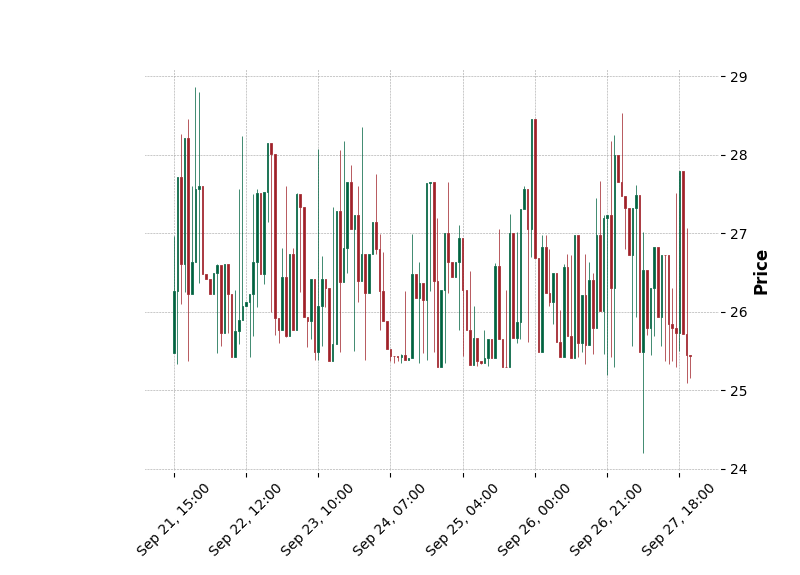 29
28
27
26
25
24
Price
Sep 21, 15:00
Sep 22, 12:00
Sep 23, 10:00
Sep 24, 07:00
Sep 25, 04:00
Sep 26, 00:00
Sep 26, 21:00
Sep 27, 18:00